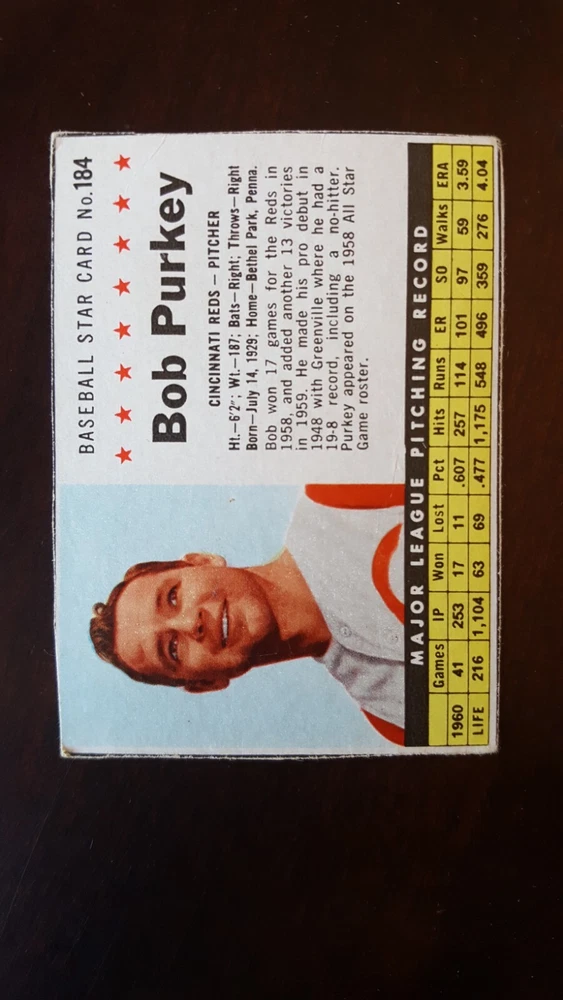 BASEBALL STAR CARD No. 184
Bob Purkey
CINCINNATI REDS — PITCHER
Ht.—6'2"; Wt.—187; Bats—Right; Throws—Right
Born—July 14, 1929; Home—Bethel Park, Penna.
Bob won 17 games for the Reds in
1958, and added another 13 victories
in 1959. He made his pro debut in
1948 with Greenville where he had a
19-8 record, including a no-hitter.
Purkey appeared on the 1958 All Star
Game roster.
MAJOR LEAGUE PITCHING RECORD
Games IP Won Lost Pct Hits Runs ER SO Walks ERA
1960 41 253 17 11 .607 257 114 101 97 59 3.59
LIFE 216 1,104 63 69 .477 1,175 548 496 359 276 4.04